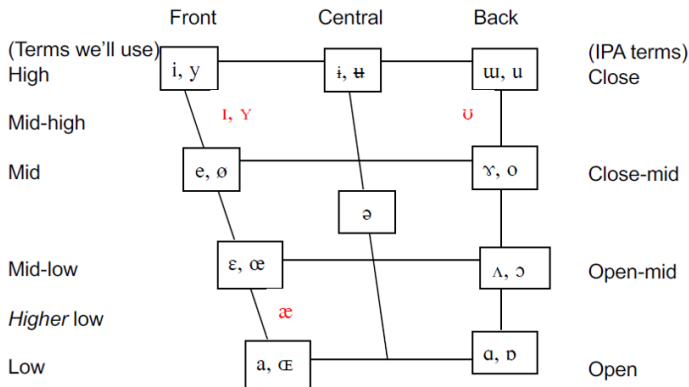 Front Central Back
(Terms we'll use) (IPA terms)
High i, y ɨ, ʉ ɯ, u Close
Mid-high ɪ, ʏ ʊ
Mid e, ø ɤ, o Close-mid
ə
Mid-low ɛ, œ ʌ, ɔ Open-mid
Higher low æ
Low a, ɶ ɑ, ɒ Open